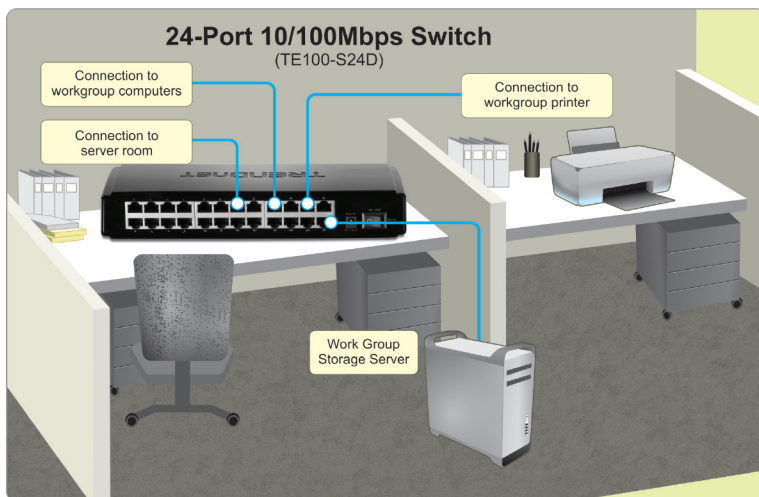 24-Port 10/100Mbps Switch
(TE100-S24D)
Connection to
workgroup computers
Connection to
workgroup printer
Connection to
server room
TRENDnet
Work Group
Storage Server